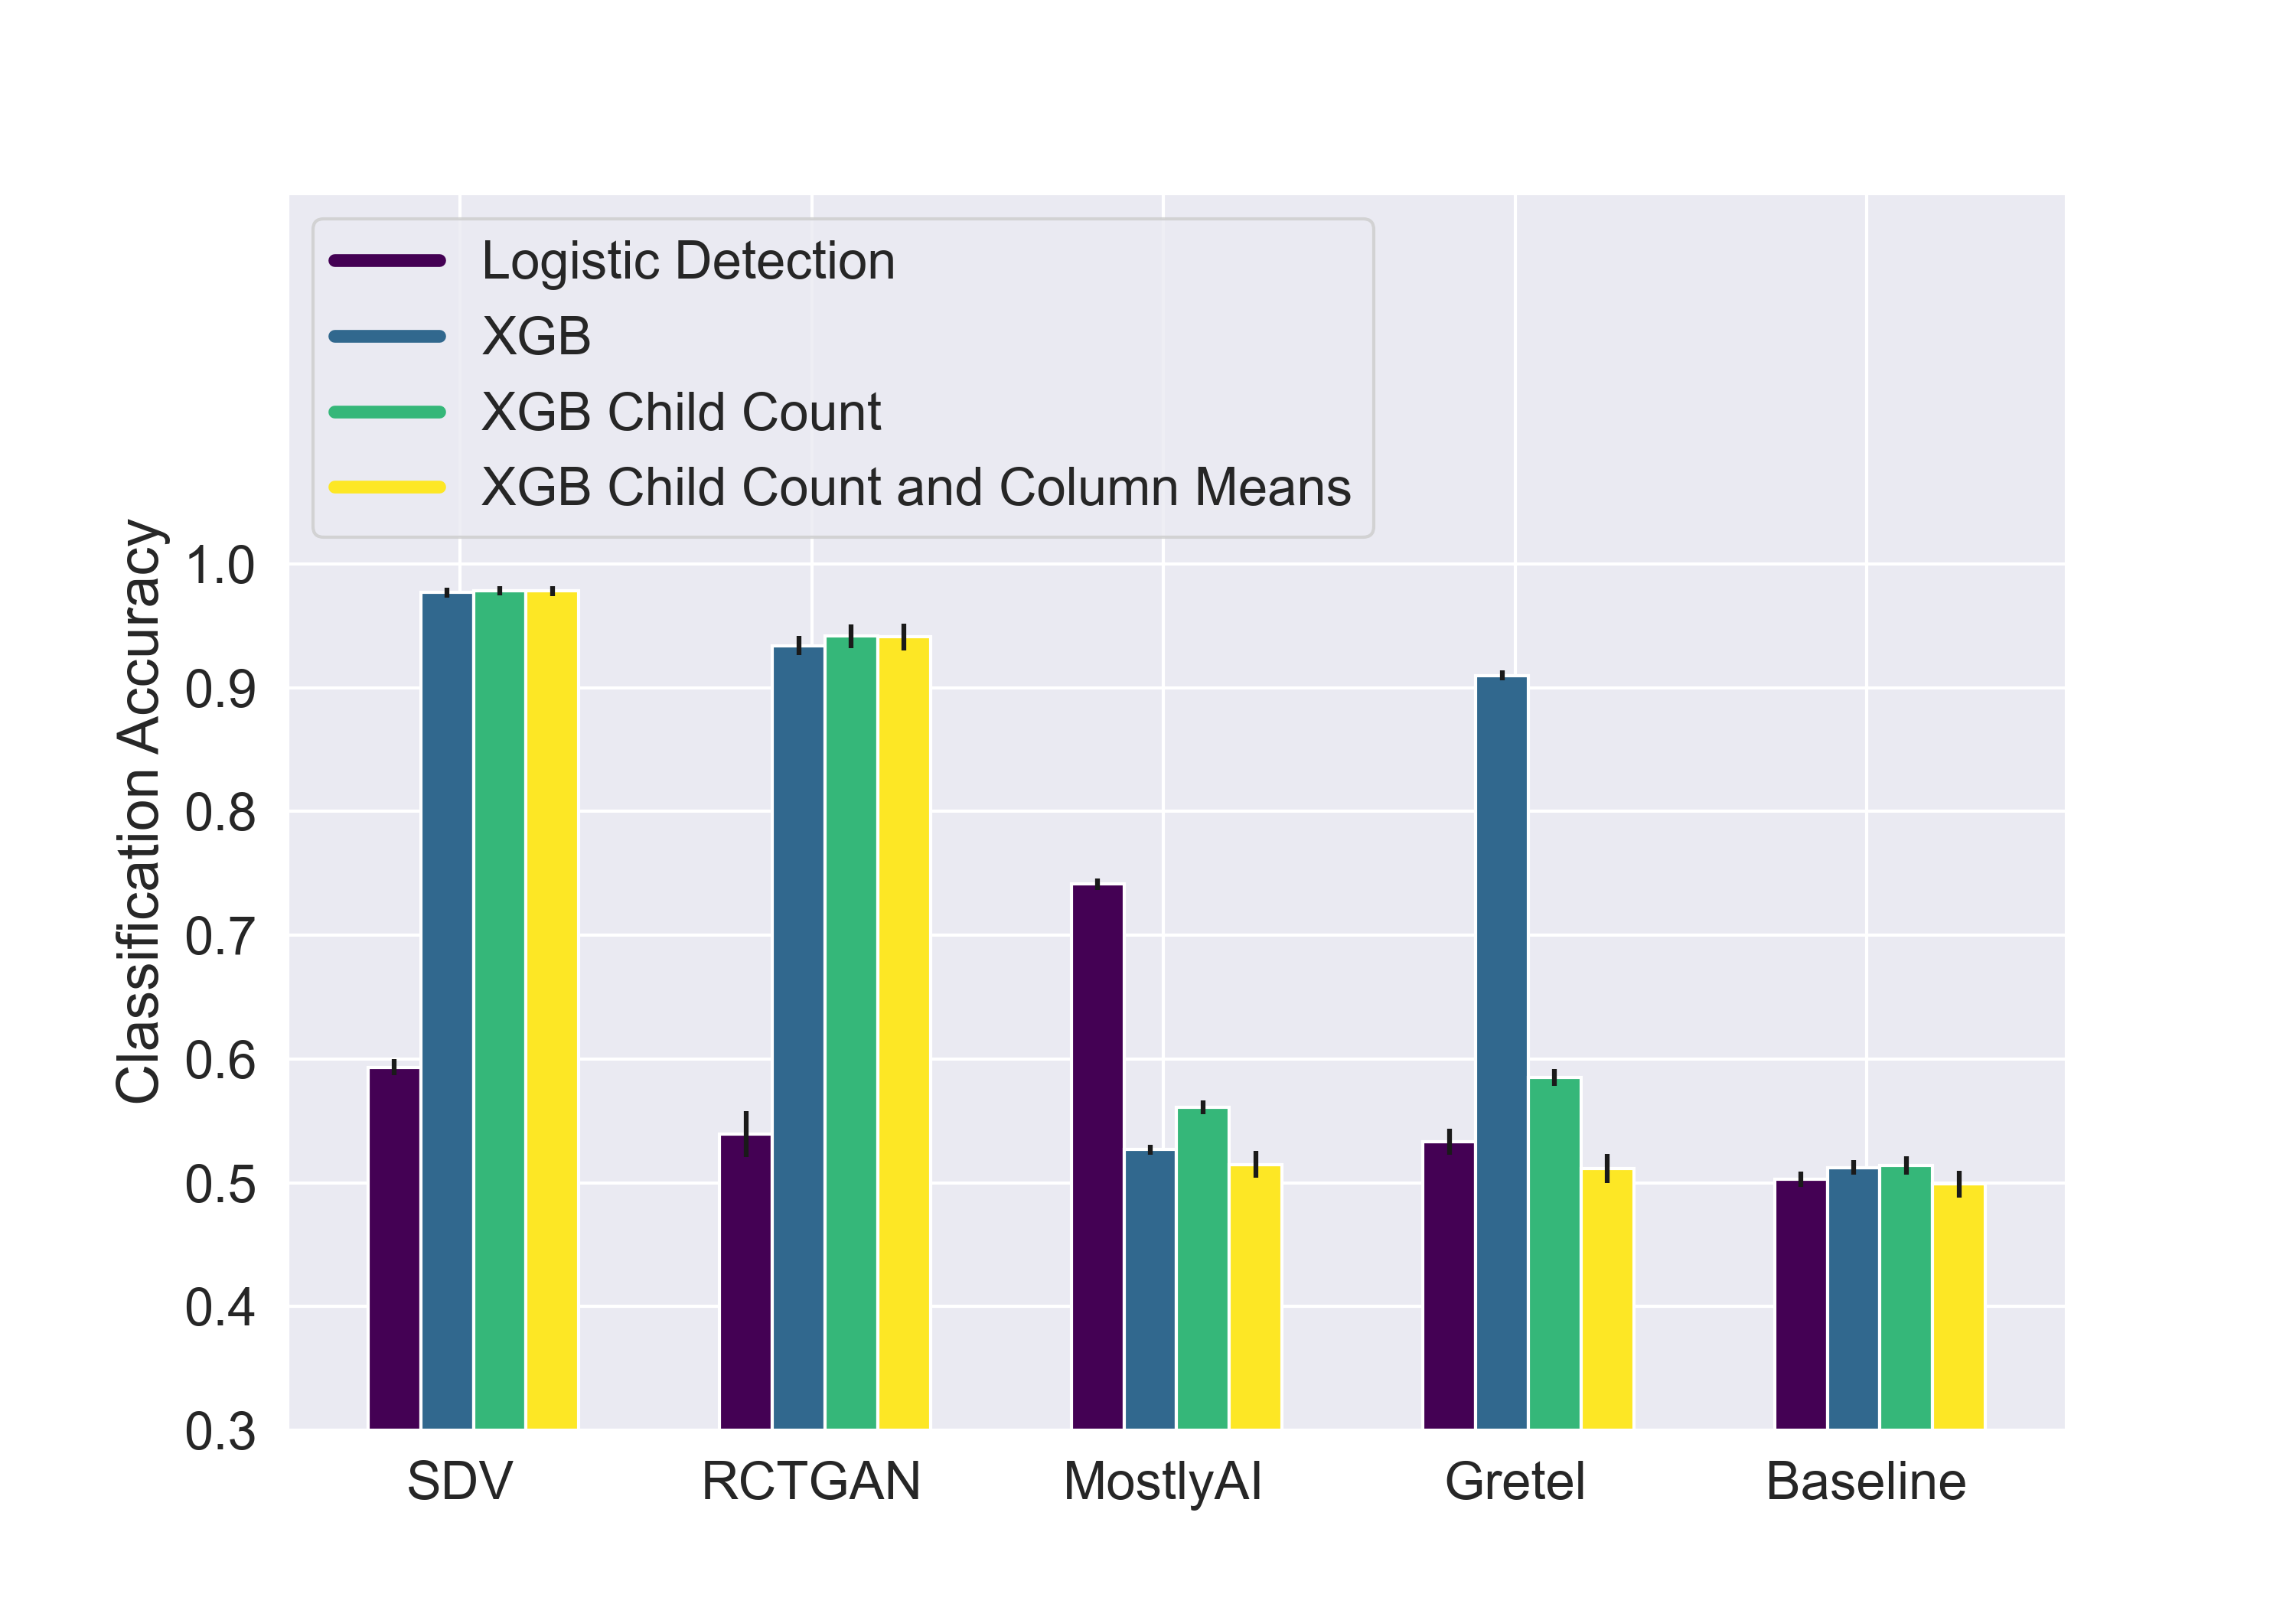 Logistic Detection
XGB
XGB Child Count
XGB Child Count and Column Means
Classification Accuracy
1.0
0.9
0.8
0.7
0.6
0.5
0.4
0.3
SDV
RCTGAN
MostlyAI
Gretel
Baseline